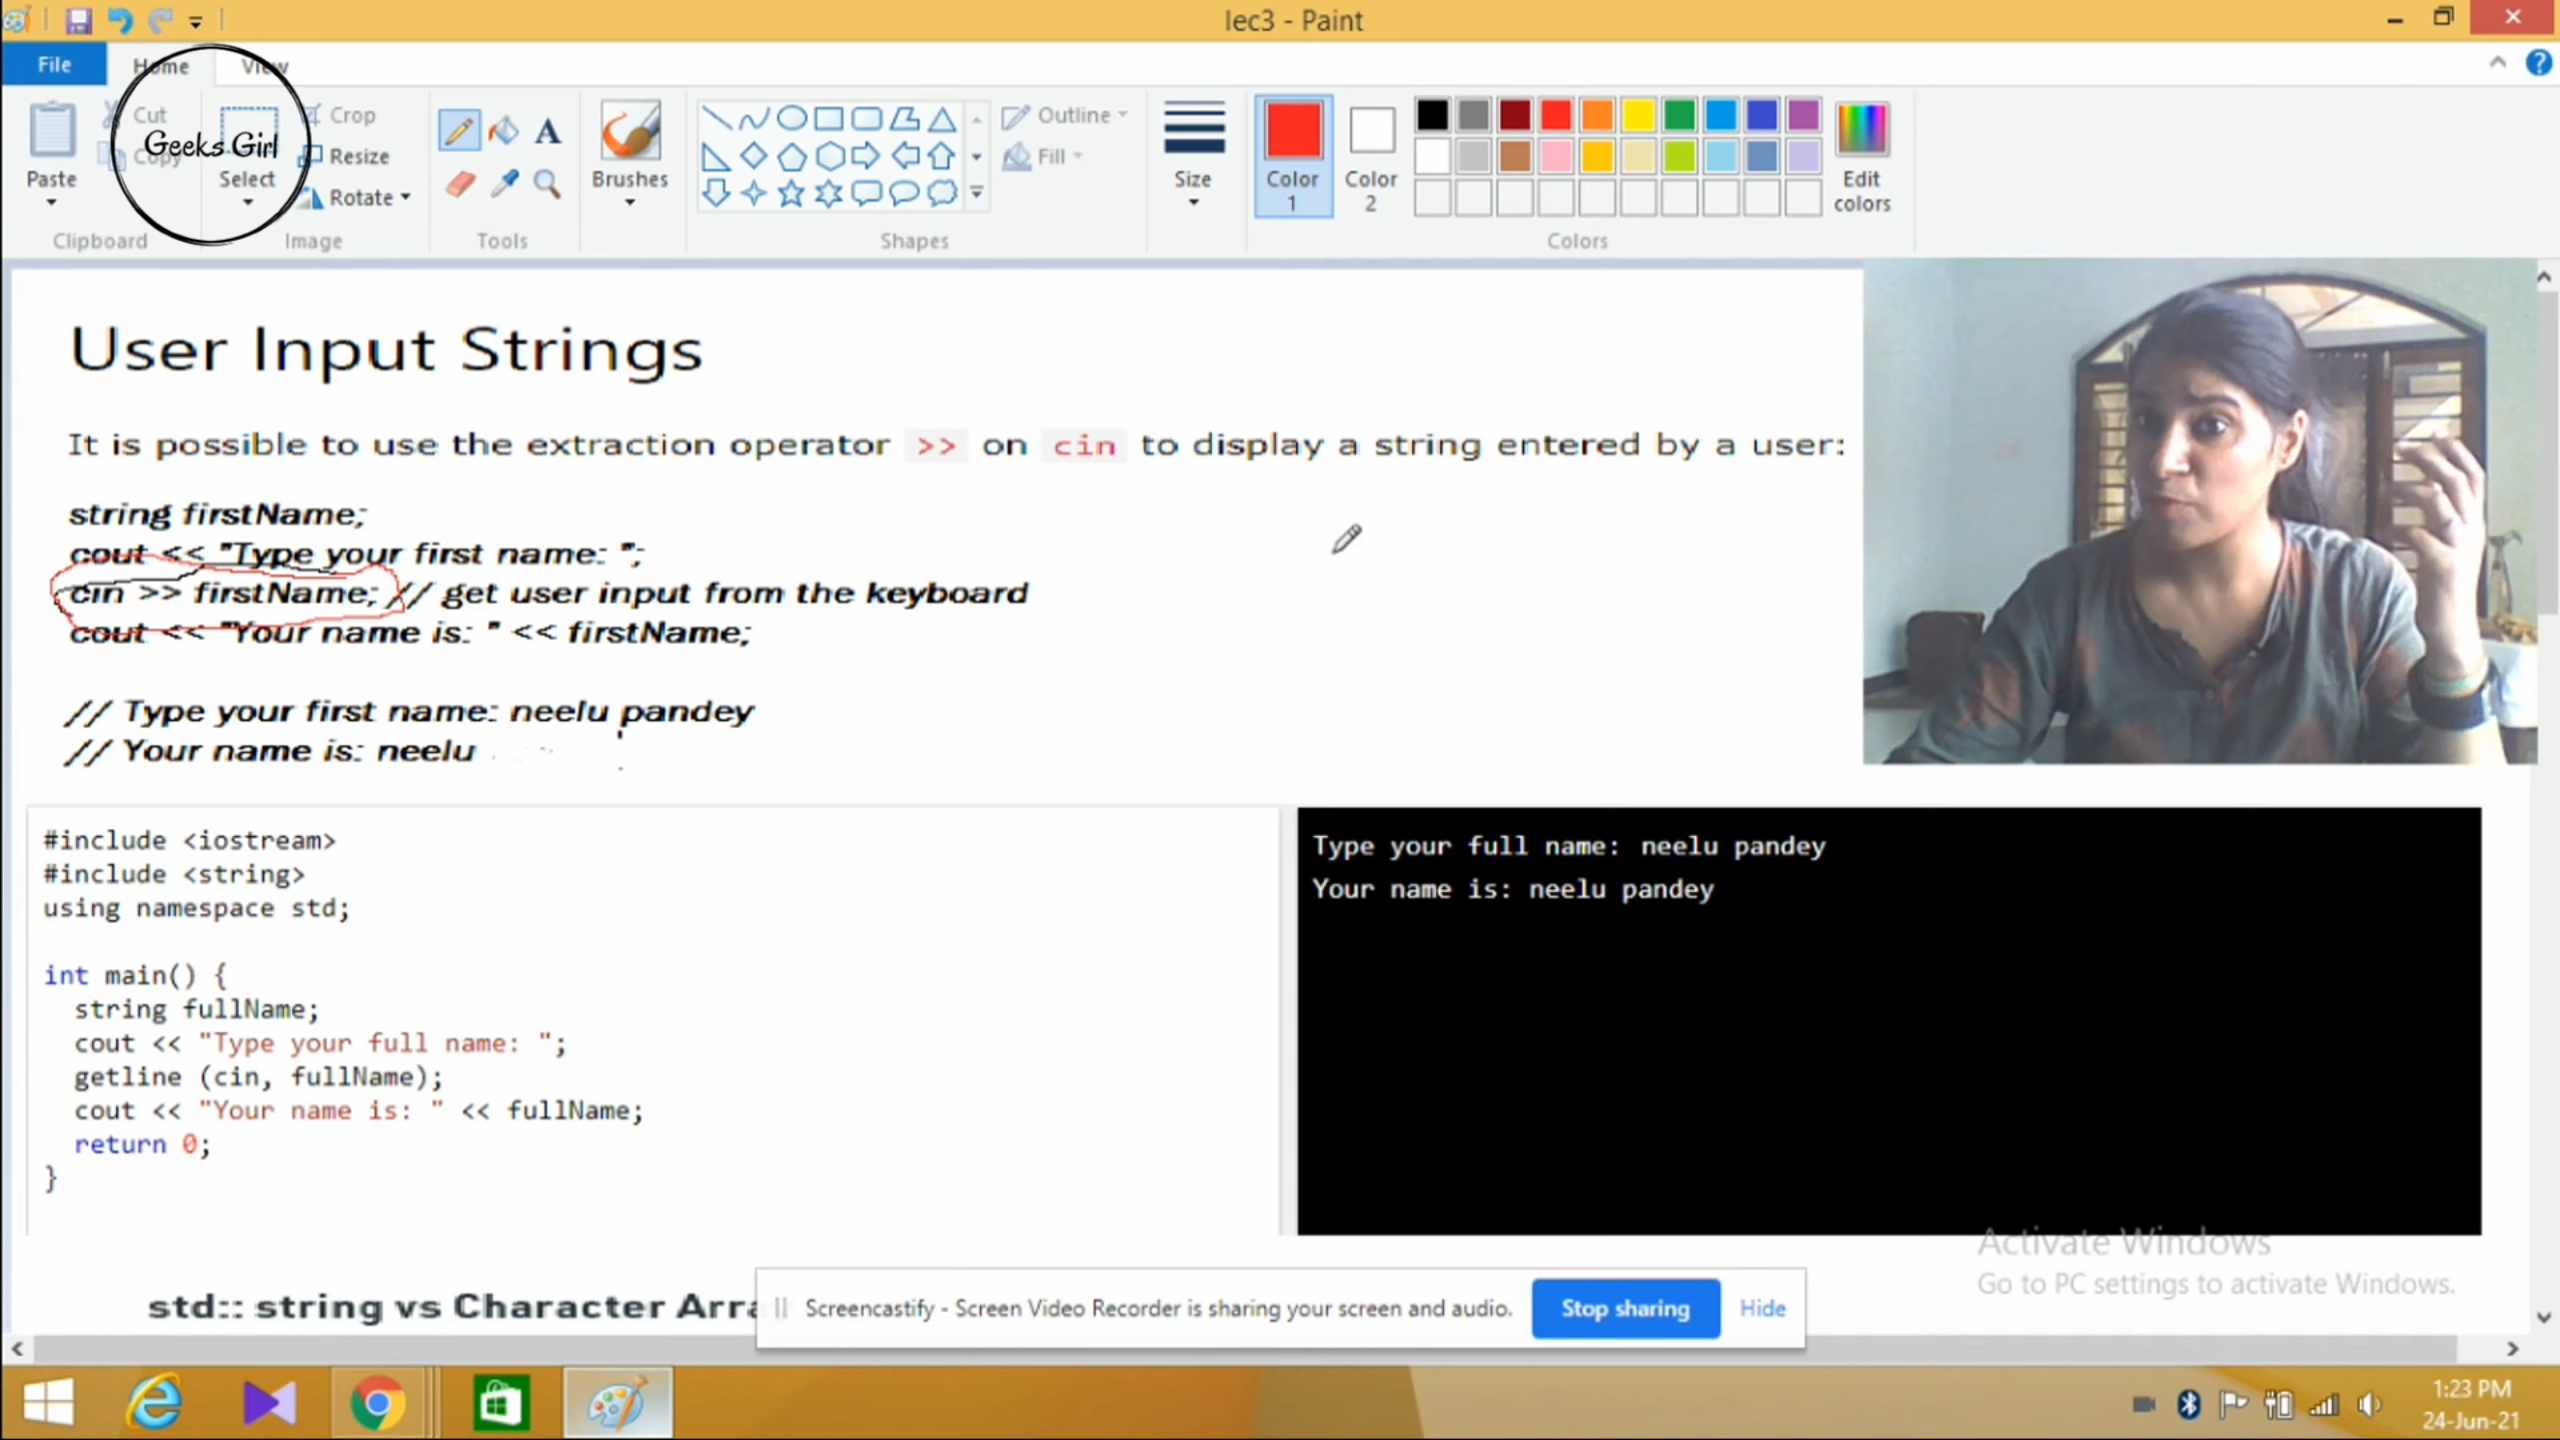 lec3 - Paint
File
Home
View
Paste
Cut
Copy
Geeks Girl
Select
Crop
Resize
Rotate
Brushes
Outline
Fill
Size
Color 1
Color 2
Edit colors
Clipboard
Image
Tools
Shapes
Colors
User Input Strings
It is possible to use the extraction operator >> on cin to display a string entered by a user:
string firstName;
cout << "Type your first name: ";
cin >> firstName; // get user input from the keyboard
cout << "Your name is: " << firstName;
// Type your first name: neelu pandey
// Your name is: neelu
#include <iostream>
#include <string>
using namespace std;
int main() {
string fullName;
cout << "Type your full name: ";
getline (cin, fullName);
cout << "Your name is: " << fullName;
return 0;
}
Type your full name: neelu pandey
Your name is: neelu pandey
Activate Windows
Go to PC settings to activate Windows.
std:: string vs Character Arra
Screencastify - Screen Video Recorder is sharing your screen and audio.
Stop sharing
Hide
1:23 PM
24-Jun-21